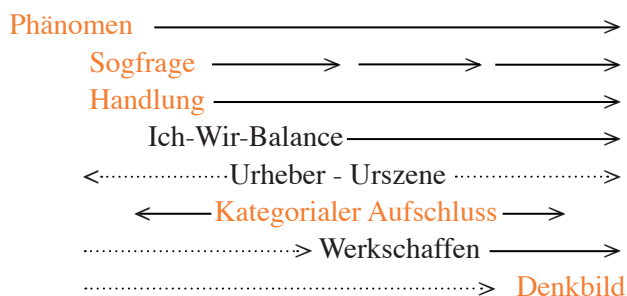 Phänomen
Sogfrage
Handlung
Ich-Wir-Balance
Urheber - Urszene
Kategorialer Aufschluss
Werkschaffen
Denkbild